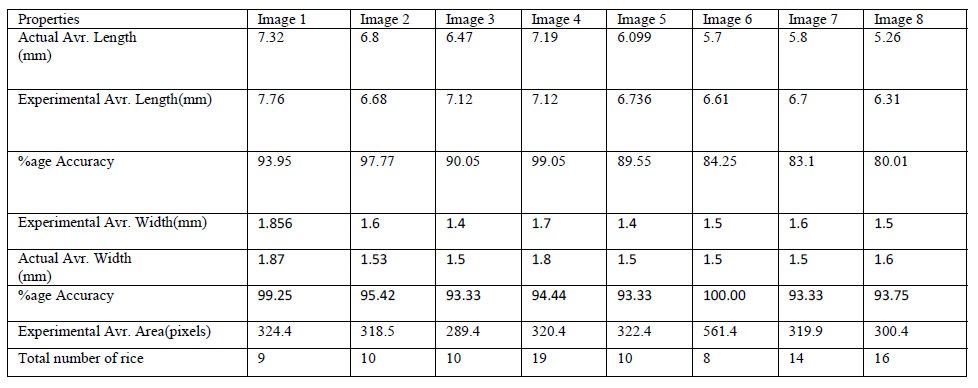 Properties Image 1 Image 2 Image 3 Image 4 Image 5 Image 6 Image 7 Image 8
Actual Avr. Length 7.32 6.8 6.47 7.19 6.099 5.7 5.8 5.26
(mm)
Experimental Avr. Length(mm) 7.76 6.68 7.12 7.12 6.736 6.61 6.7 6.31
%age Accuracy 93.95 97.77 90.05 99.05 89.55 84.25 83.1 80.01
Experimental Avr. Width(mm) 1.856 1.6 1.4 1.7 1.4 1.5 1.6 1.5
Actual Avr. Width 1.87 1.53 1.5 1.8 1.5 1.5 1.5 1.6
(mm)
%age Accuracy 99.25 95.42 93.33 94.44 93.33 100.00 93.33 93.75
Experimental Avr. Area(pixels) 324.4 318.5 289.4 320.4 322.4 561.4 319.9 300.4
Total number of rice 9 10 10 19 10 8 14 16